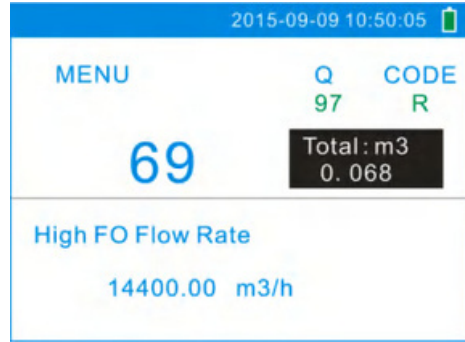 2015-09-09 10:50:05
MENU Q CODE
97 R
69
Total: m3
0. 068
High FO Flow Rate
14400.00 m3/h